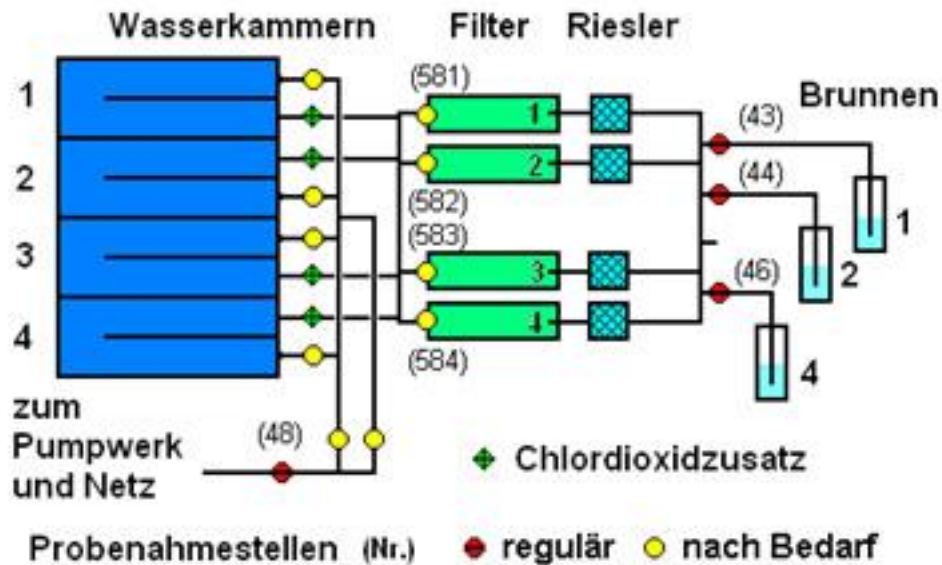 Wasserkammern Filter Riesler
(581)
Brunnen
1
1
(43)
2
2
(44)
(582)
1
(583)
3
3
(46)
2
4
4
(584)
4
zum
Pumpwerk
und Netz
(48)
Chlordioxidzusatz
Probenahmestellen (Nr.) regulär nach Bedarf